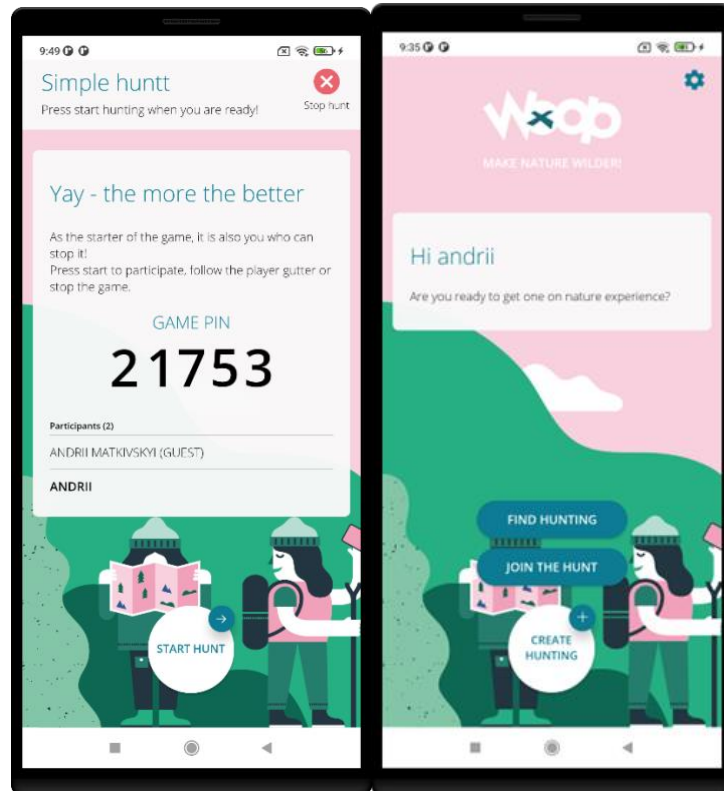 9:49
Simple huntt
Press start hunting when you are ready!
Stop hunt
Yay - the more the better
As the starter of the game, it is also you who can
stop it!
Press start to participate, follow the player gutter or
stop the game.
GAME PIN
21753
Participants (2)
ANDRII MATKIVSKYI (GUEST)
ANDRII
START HUNT
9:35
Woop
MAKE NATURE WILDER!
Hi andrii
Are you ready to get one on nature experience?
FIND HUNTING
JOIN THE HUNT
CREATE
HUNTING